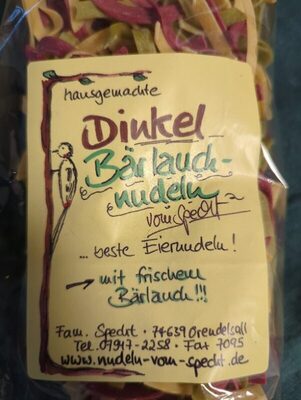 hausgemachte
Dinkel
Bärlauch-
nudeln
vom Specht
... beste Eiernudeln!
→ mit frischem
Bärlauch!!!
Fam. Specht · 74639 Orendelsall
Tel. 07947-2258 · Fax 7095
www.nudeln-vom-specht.de